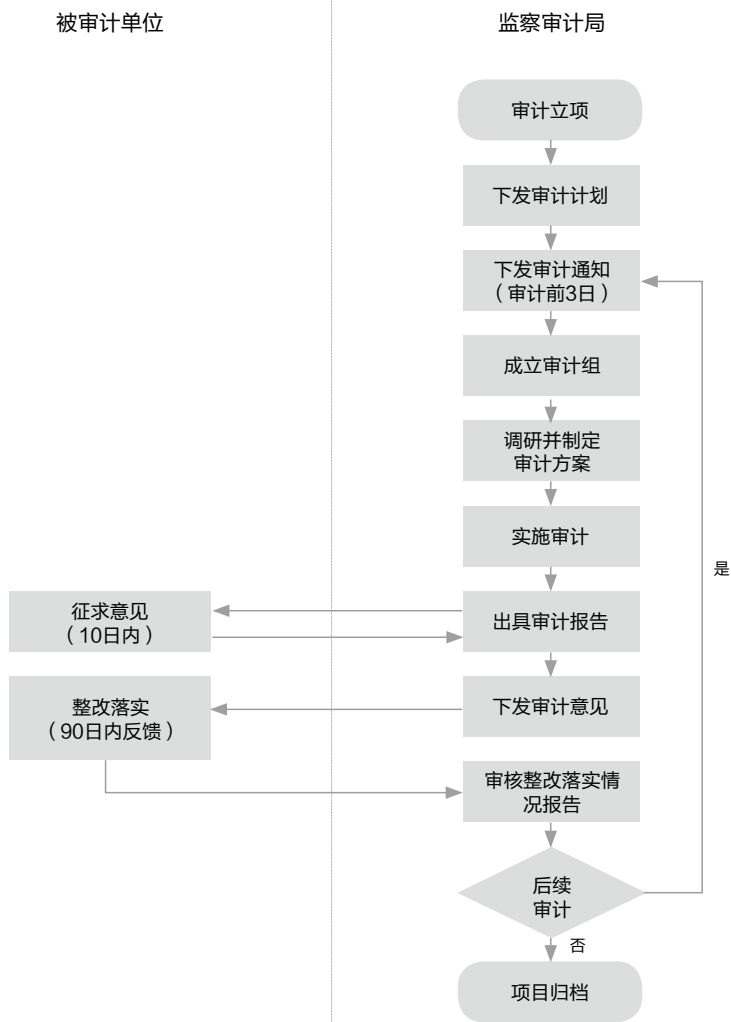 被审计单位
监察审计局
审计立项
下发审计计划
下发审计通知
（审计前3日）
成立审计组
调研并制定
审计方案
实施审计
是
征求意见
（10日内）
出具审计报告
整改落实
（90日内反馈）
下发审计意见
审核整改落实情
况报告
后续
审计
否
项目归档